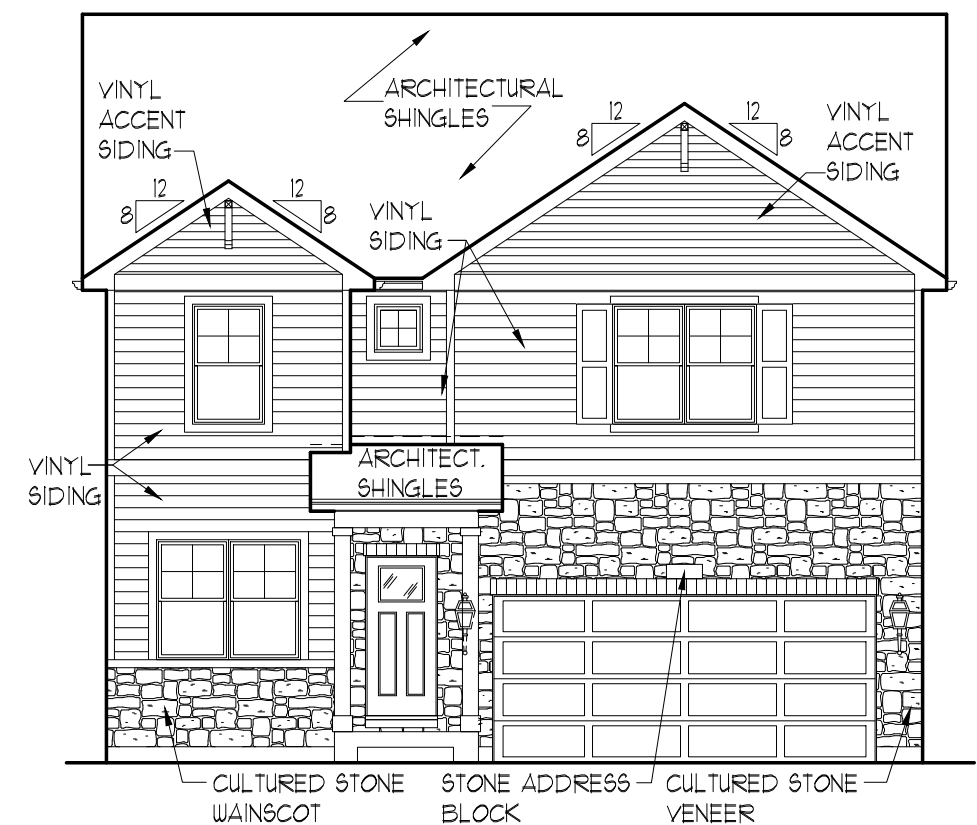 ARCHITECTURAL
SHINGLES
VINYL
ACCENT
SIDING
12
8
12
8
VINYL
ACCENT
SIDING
12
8
12
8
VINYL
SIDING
VINYL
SIDING
ARCHITECT.
SHINGLES
CULTURED STONE
WAINSCOT
STONE ADDRESS
BLOCK
CULTURED STONE
VENEER